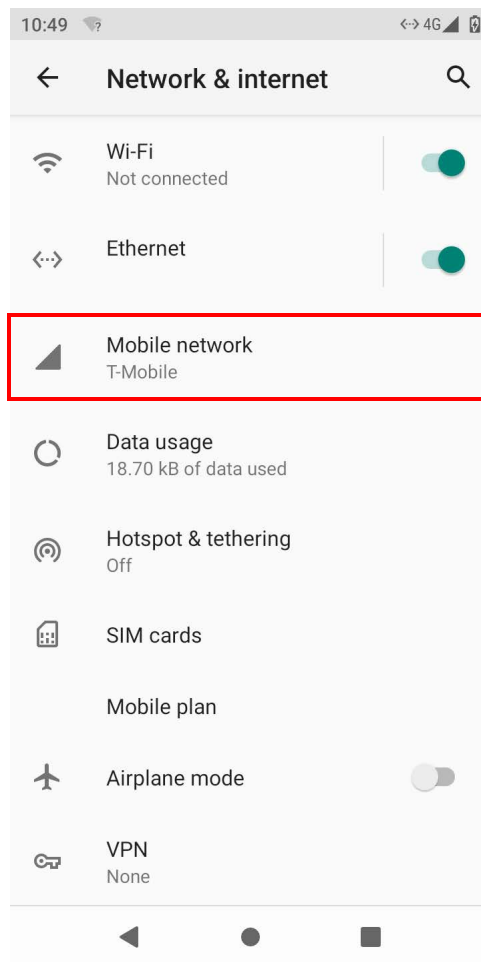 10:49
4G
Network & internet
Wi-Fi
Not connected
Ethernet
Mobile network
T-Mobile
Data usage
18.70 kB of data used
Hotspot & tethering
Off
SIM cards
Mobile plan
Airplane mode
VPN
None